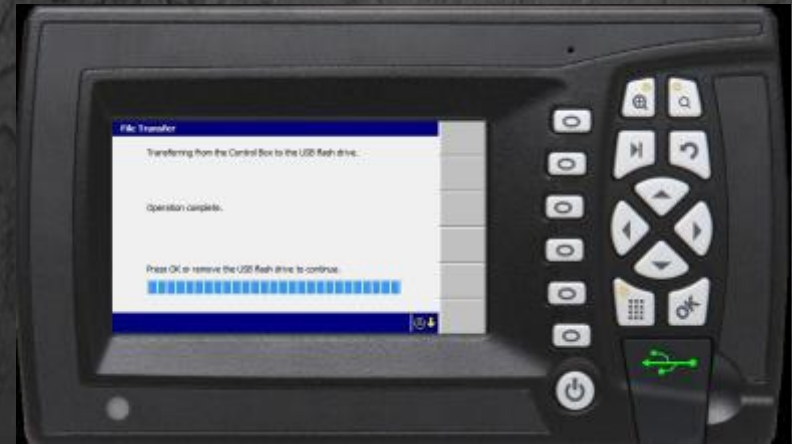 File Transfer
Transferring from the Control Box to the USB flash drive.
Operation complete.
Press OK or remove the USB flash drive to continue.
OK